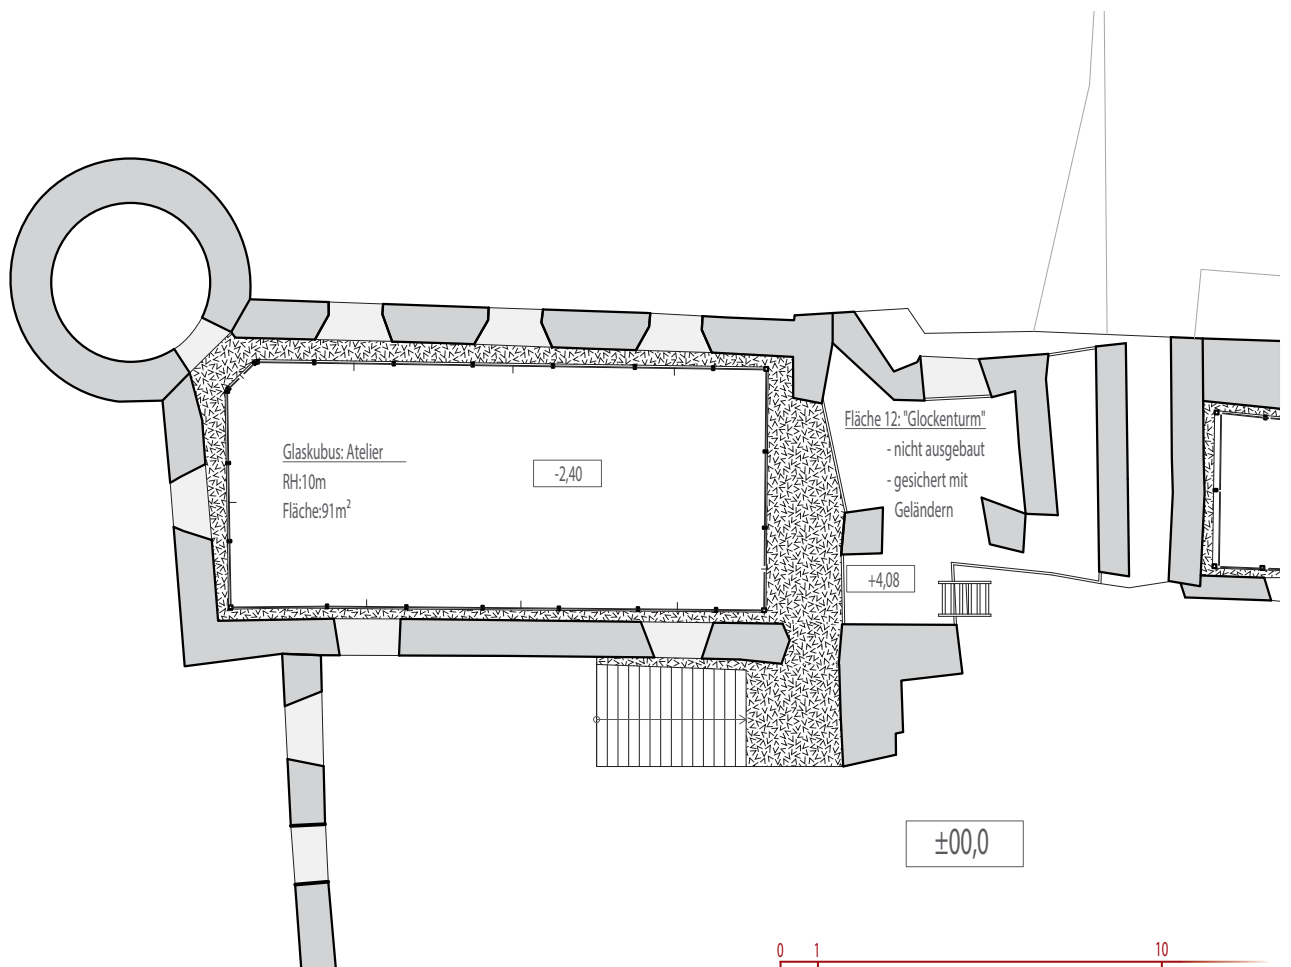 Glaskubus: Atelier
RH:10m
Fläche:91m²
-2,40
Fläche 12: "Glockenturm"
- nicht ausgebaut
- gesichert mit
Geländern
+4,08
±00,0
0 1 10